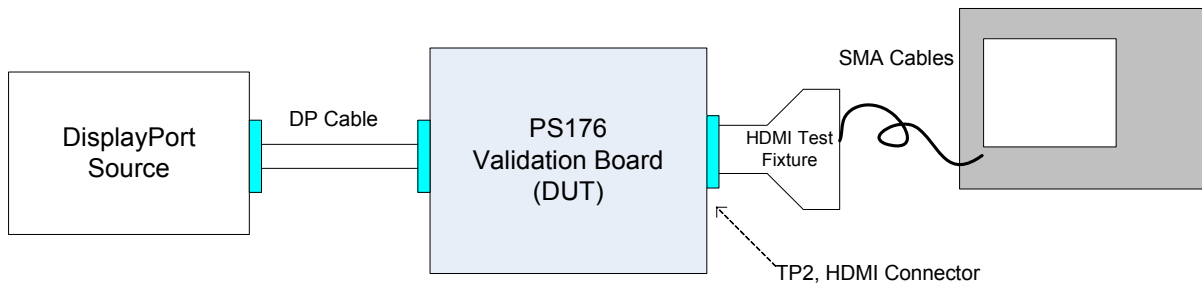 DisplayPort
Source
DP Cable
PS176
Validation Board
(DUT)
HDMI Test
Fixture
SMA Cables
TP2, HDMI Connector